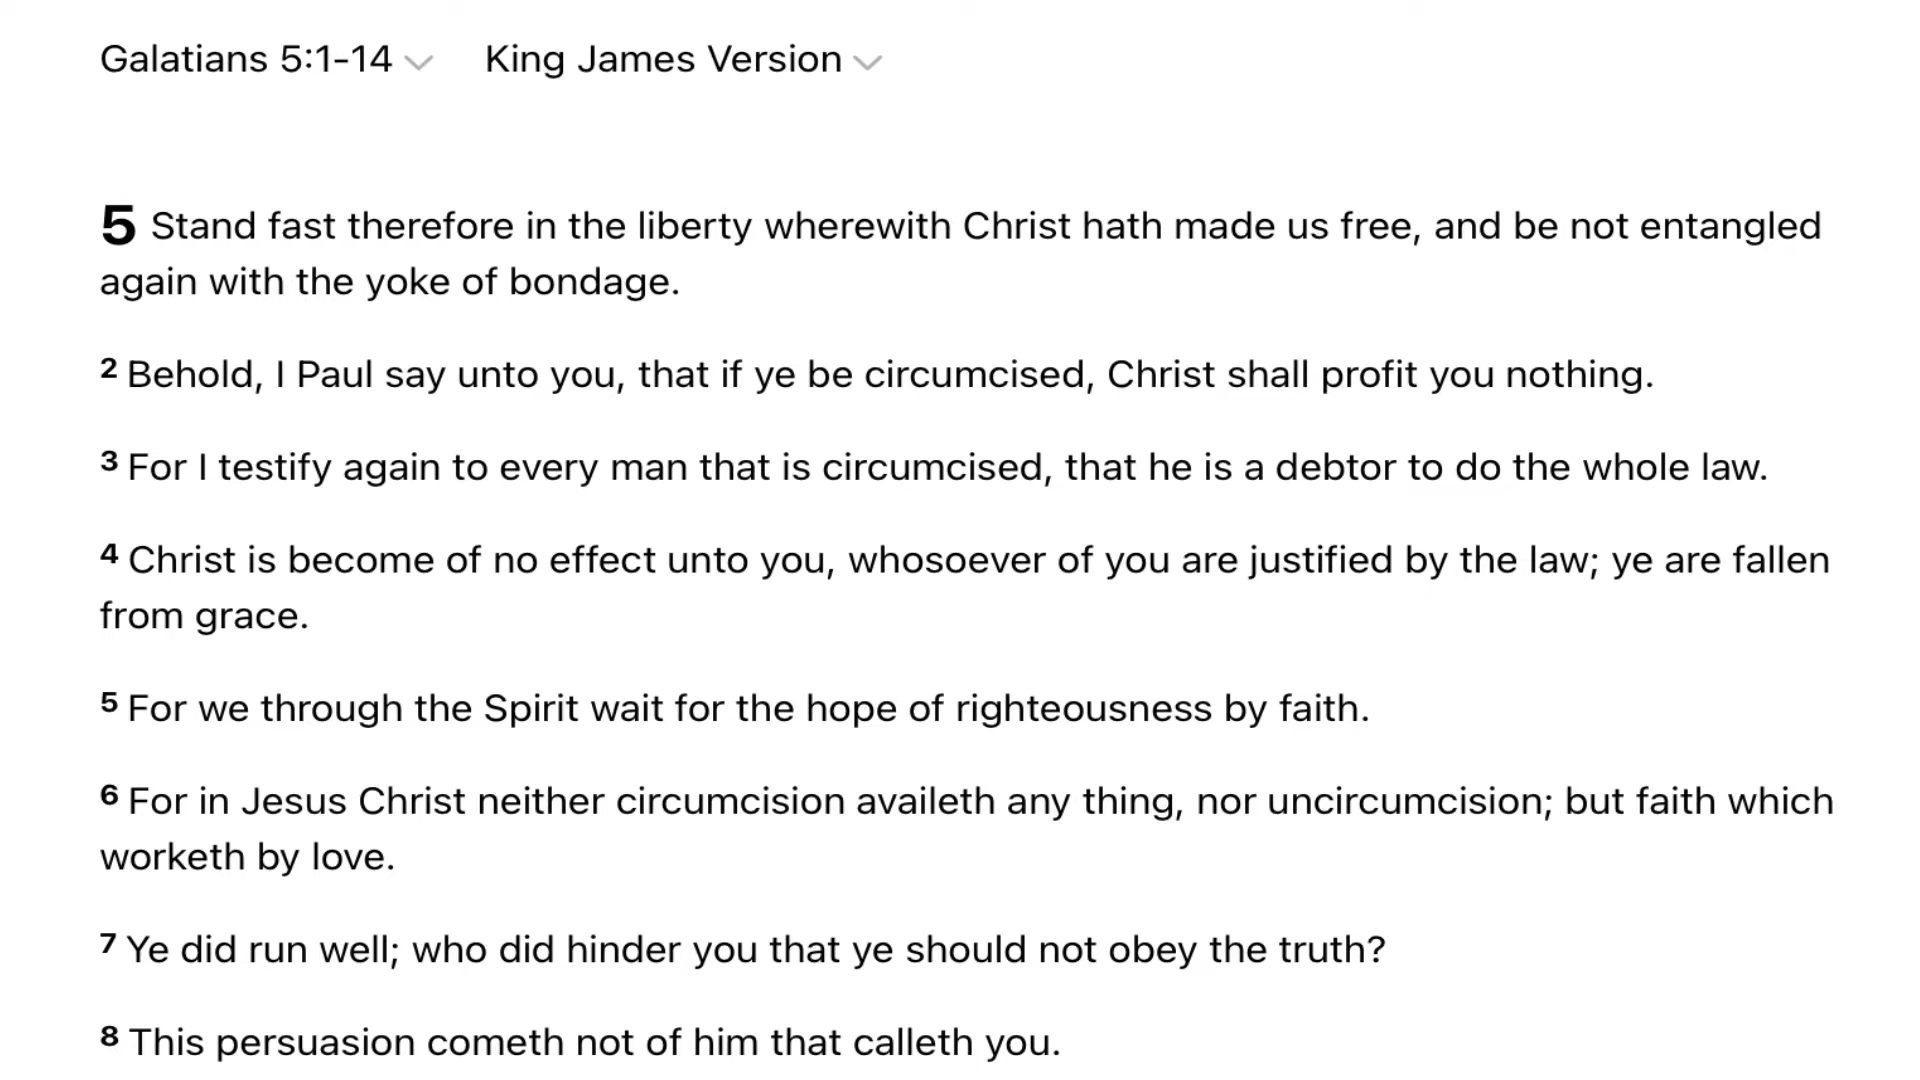 Galatians 5:1-14 King James Version
5 Stand fast therefore in the liberty wherewith Christ hath made us free, and be not entangled
again with the yoke of bondage.
2 Behold, I Paul say unto you, that if ye be circumcised, Christ shall profit you nothing.
3 For I testify again to every man that is circumcised, that he is a debtor to do the whole law.
4 Christ is become of no effect unto you, whosoever of you are justified by the law; ye are fallen
from grace.
5 For we through the Spirit wait for the hope of righteousness by faith.
6 For in Jesus Christ neither circumcision availeth any thing, nor uncircumcision; but faith which
worketh by love.
7 Ye did run well; who did hinder you that ye should not obey the truth?
8 This persuasion cometh not of him that calleth you.